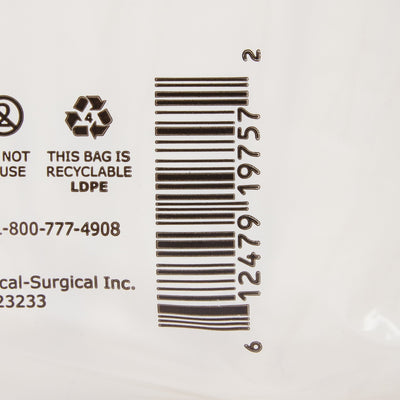 4
NOT
USE
THIS BAG IS
RECYCLABLE
LDPE
-800-777-4908
cal-Surgical Inc.
23233
6 12479 19757 2